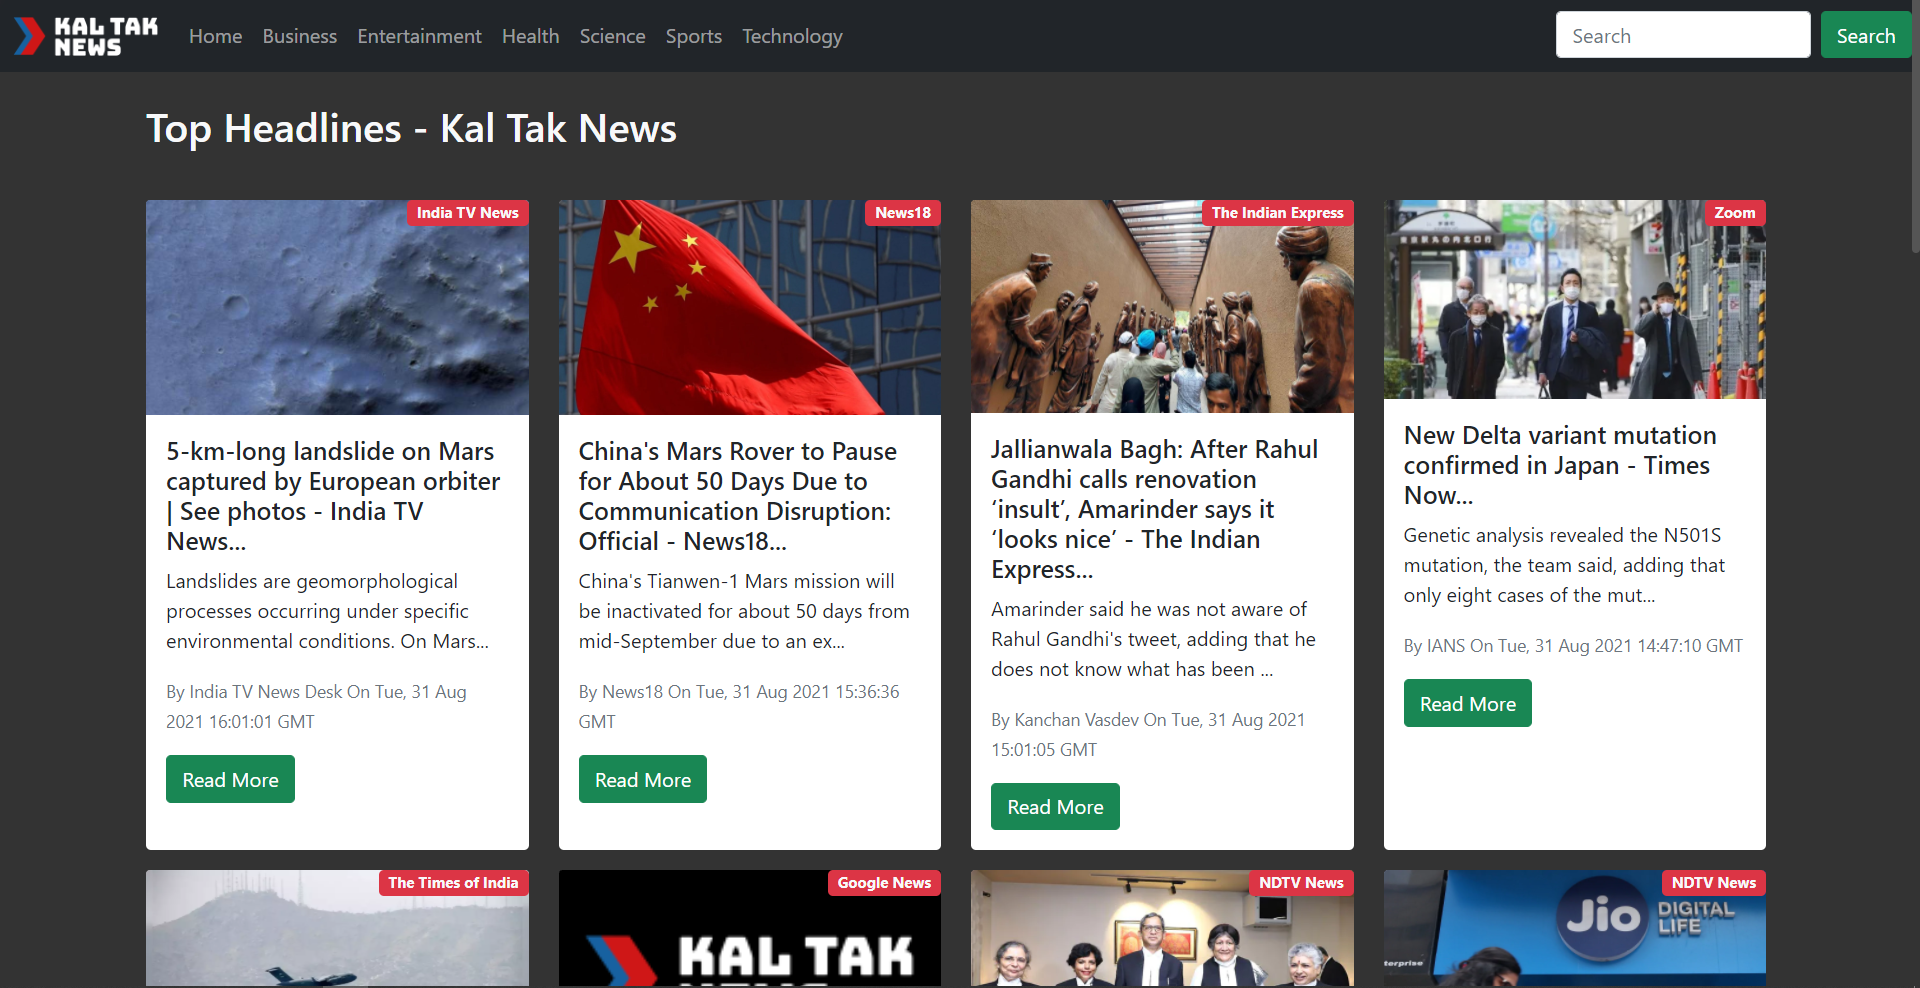 KAL TAK
NEWS
Home Business Entertainment Health Science Sports Technology
Search
Search
Top Headlines - Kal Tak News
India TV News
5-km-long landslide on Mars
captured by European orbiter
| See photos - India TV
News...
Landslides are geomorphological
processes occurring under specific
environmental conditions. On Mars...
By India TV News Desk On Tue, 31 Aug
2021 16:01:01 GMT
Read More
News18
China's Mars Rover to Pause
for About 50 Days Due to
Communication Disruption:
Official - News18...
China's Tianwen-1 Mars mission will
be inactivated for about 50 days from
mid-September due to an ex...
By News18 On Tue, 31 Aug 2021 15:36:36
GMT
Read More
The Indian Express
Jallianwala Bagh: After Rahul
Gandhi calls renovation
‘insult’, Amarinder says it
‘looks nice’ - The Indian
Express...
Amarinder said he was not aware of
Rahul Gandhi's tweet, adding that he
does not know what has been ...
By Kanchan Vasdev On Tue, 31 Aug 2021
15:01:05 GMT
Read More
Zoom
New Delta variant mutation
confirmed in Japan - Times
Now...
Genetic analysis revealed the N501S
mutation, the team said, adding that
only eight cases of the mut...
By IANS On Tue, 31 Aug 2021 14:47:10 GMT
Read More
The Times of India
Google News
KAL TAK
NEWS
NDTV News
NDTV News
Jio DIGITAL
LIFE
terprise